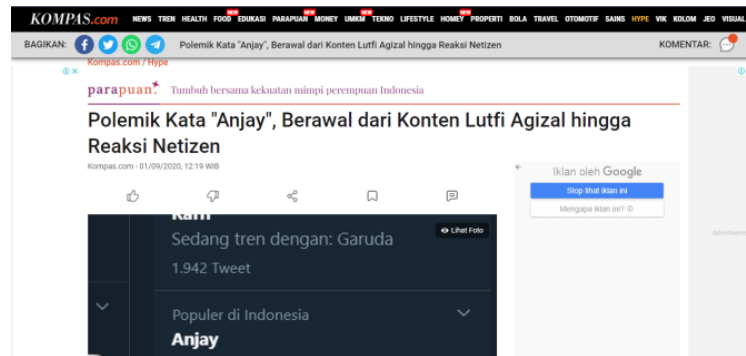 KOMPAS.com NEWS TREN HEALTH FOOD EDUKASI PARAPUAN MONEY UMKM TEKNO LIFESTYLE HOMEY PROPERTI BOLA TRAVEL OTOMOTIF SAINS HYPE VIK KOLOM JEO VISUAL
NEW NEW NEW NEW
BAGIKAN: Polemik Kata "Anjay", Berawal dari Konten Lutfi Agizal hingga Reaksi Netizen KOMENTAR:
Kompas.com / Hype
parapuan. Tumbuh bersama kekuatan mimpi perempuan Indonesia
Polemik Kata "Anjay", Berawal dari Konten Lutfi Agizal hingga
Reaksi Netizen
Kompas.com - 01/09/2020, 12:19 WIB
Iklan oleh Google
Stop lihat iklan ini
Mengapa iklan ini?
Lihat Foto
Sedang tren dengan: Garuda
1.942 Tweet
Populer di Indonesia
Anjay